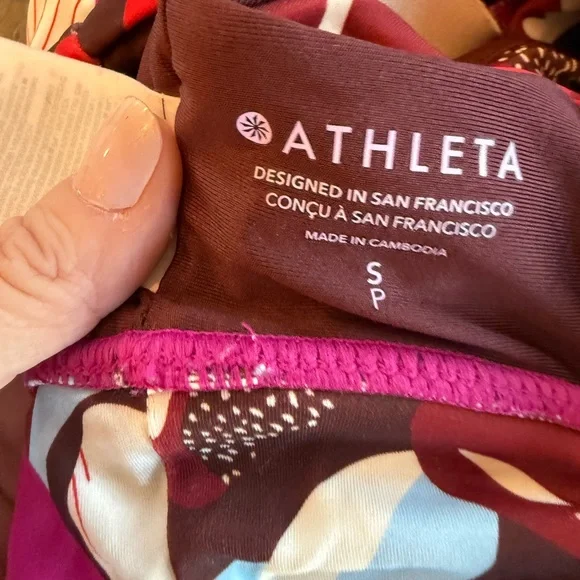 ATHLETA
DESIGNED IN SAN FRANCISCO
CONÇU À SAN FRANCISCO
MADE IN CAMBODIA
S
P